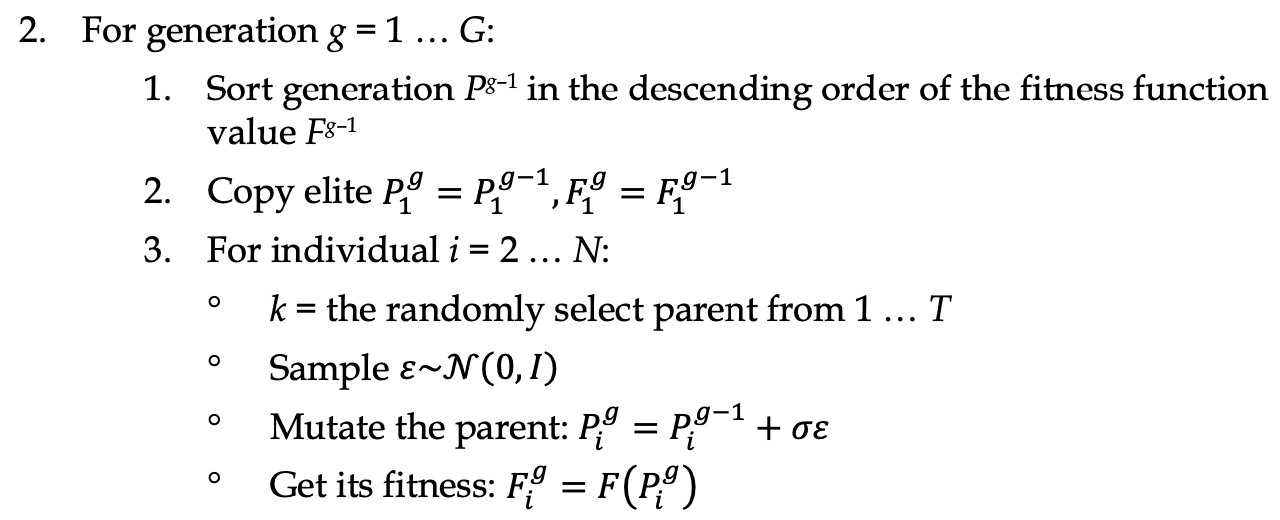 2. For generation g = 1 … G:
1. Sort generation P^{g–1} in the descending order of the fitness function
value F^{g–1}
2. Copy elite P_1^g = P_1^{g−1}, F_1^g = F_1^{g−1}
3. For individual i = 2 … N:
° k = the randomly select parent from 1 … T
° Sample ε~𝒩(0, I)
° Mutate the parent: P_i^g = P_i^{g−1} + σε
° Get its fitness: F_i^g = F(P_i^g)